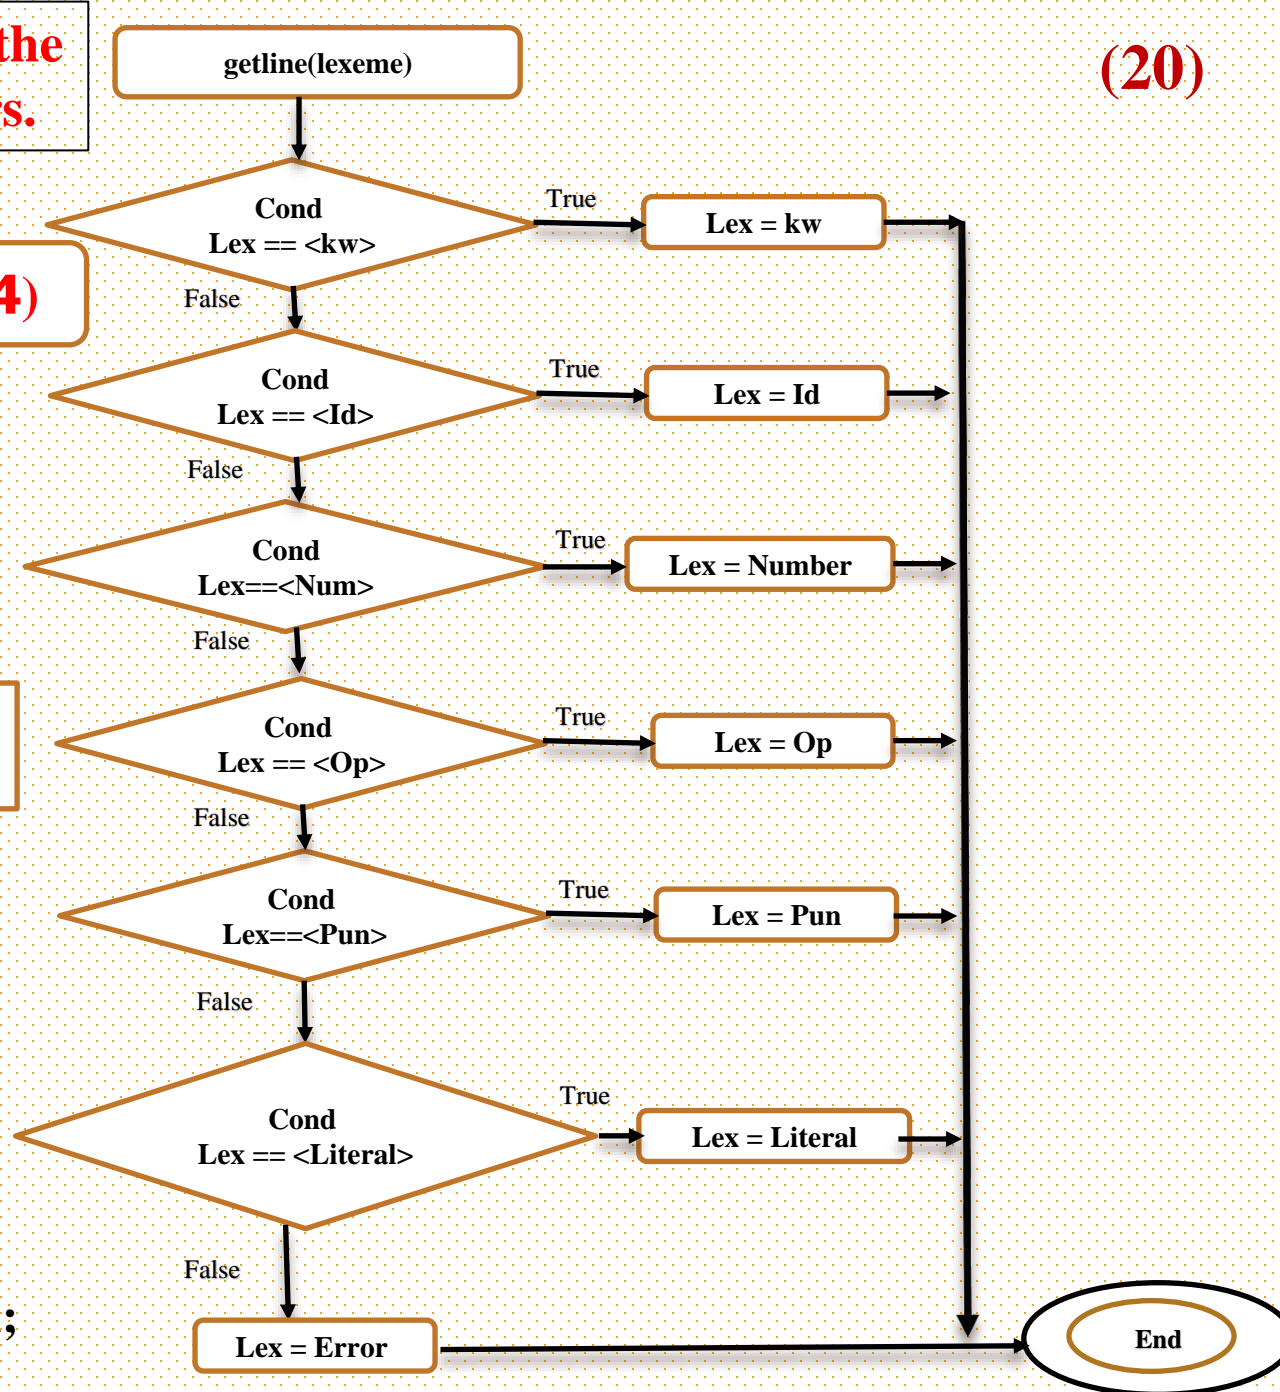 the
rs.
getline(lexeme)
(20)
Cond
Lex == <kw>
True
Lex = kw
4)
False
Cond
Lex == <Id>
True
Lex = Id
False
Cond
Lex==<Num>
True
Lex = Number
False
Cond
Lex == <Op>
True
Lex = Op
False
Cond
Lex==<Pun>
True
Lex = Pun
False
Cond
Lex == <Literal>
True
Lex = Literal
False
;
Lex = Error
End